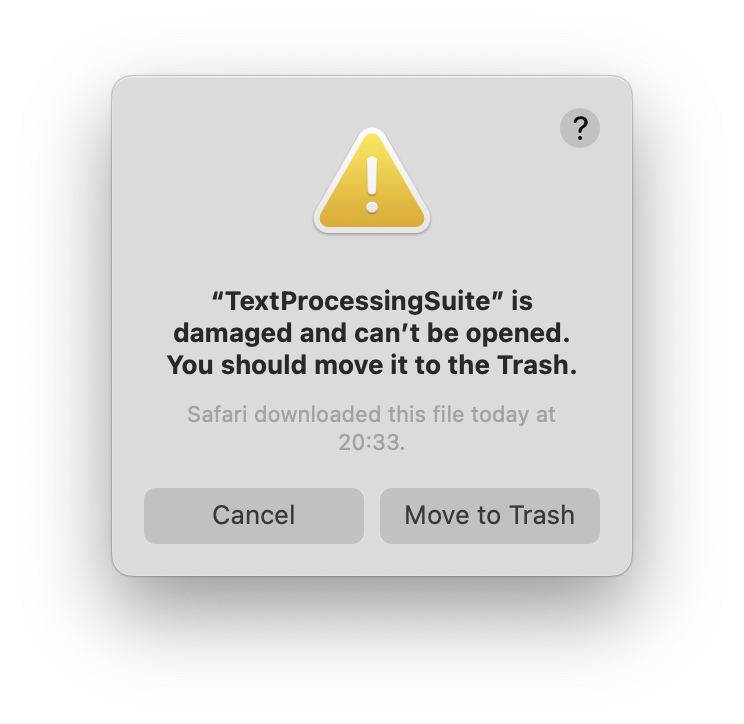 ?
“TextProcessingSuite” is
damaged and can’t be opened.
You should move it to the Trash.
Safari downloaded this file today at
20:33.
Cancel
Move to Trash